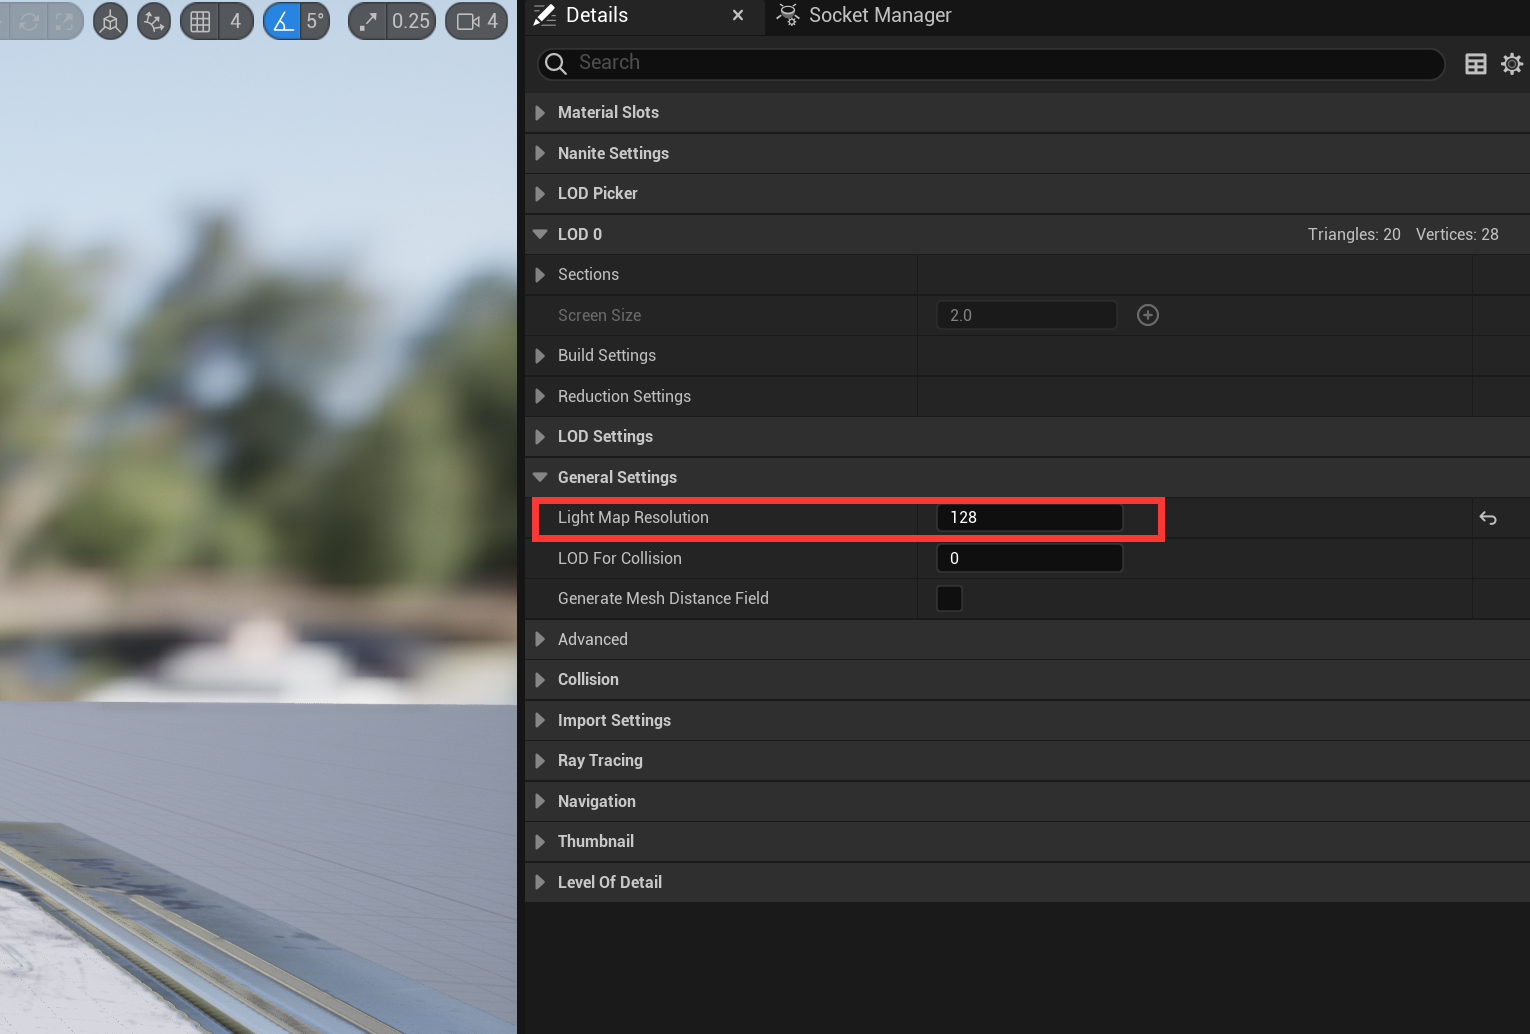 4
5°
0.25
4
Details
Socket Manager
Search
Material Slots
Nanite Settings
LOD Picker
LOD 0 Triangles: 20 Vertices: 28
Sections
Screen Size 2.0
Build Settings
Reduction Settings
LOD Settings
General Settings
Light Map Resolution 128
LOD For Collision 0
Generate Mesh Distance Field
Advanced
Collision
Import Settings
Ray Tracing
Navigation
Thumbnail
Level Of Detail